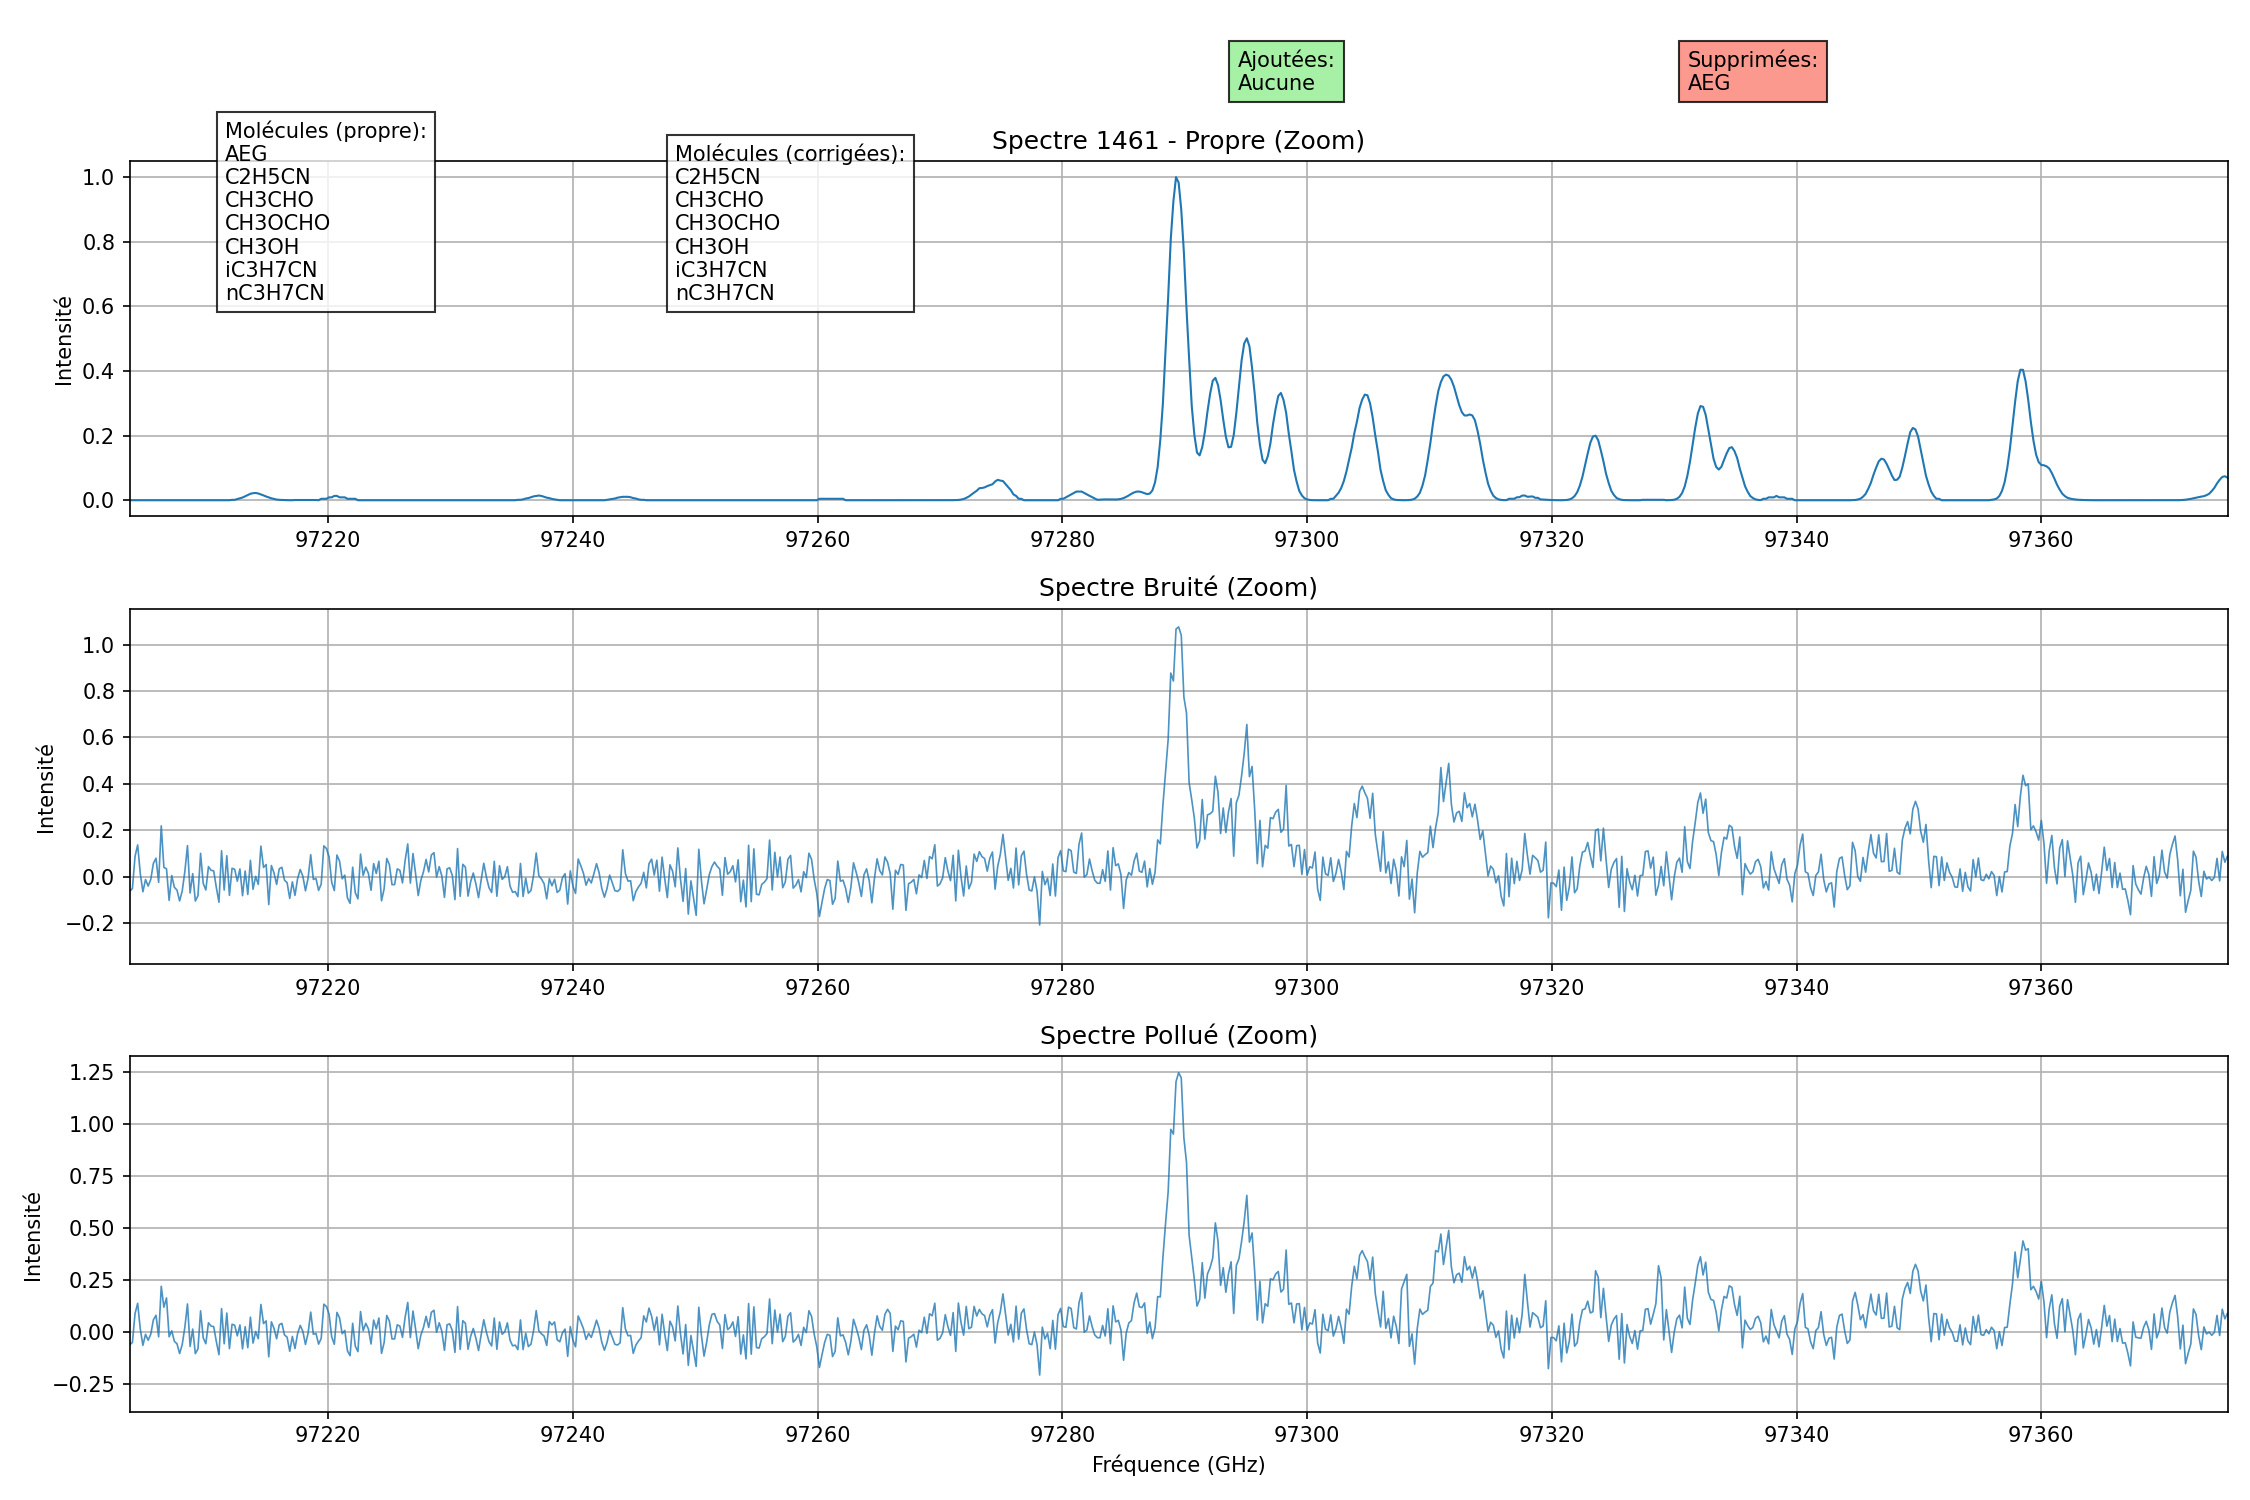 Ajoutées:
Aucune
Supprimées:
AEG
Molécules (propre):
AEG
C2H5CN
CH3CHO
CH3OCHO
CH3OH
iC3H7CN
nC3H7CN
Molécules (corrigées):
C2H5CN
CH3CHO
CH3OCHO
CH3OH
iC3H7CN
nC3H7CN
Spectre 1461 - Propre (Zoom)
Intensité
1.0
0.8
0.6
0.4
0.2
0.0
97220 97240 97260 97280 97300 97320 97340 97360
Spectre Bruité (Zoom)
Intensité
1.0
0.8
0.6
0.4
0.2
0.0
−0.2
97220 97240 97260 97280 97300 97320 97340 97360
Spectre Pollué (Zoom)
Intensité
1.25
1.00
0.75
0.50
0.25
0.00
−0.25
97220 97240 97260 97280 97300 97320 97340 97360
Fréquence (GHz)